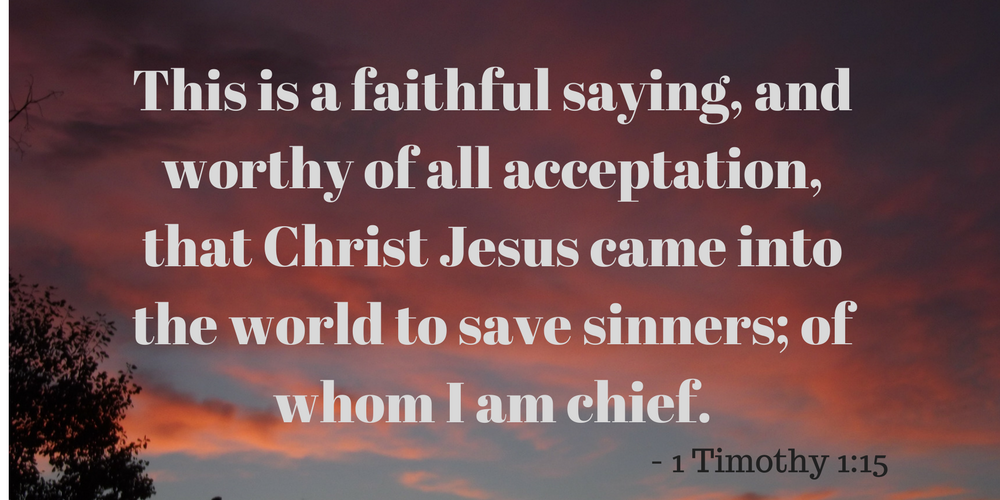 This is a faithful saying, and
worthy of all acceptation,
that Christ Jesus came into
the world to save sinners; of
whom I am chief.
- 1 Timothy 1:15